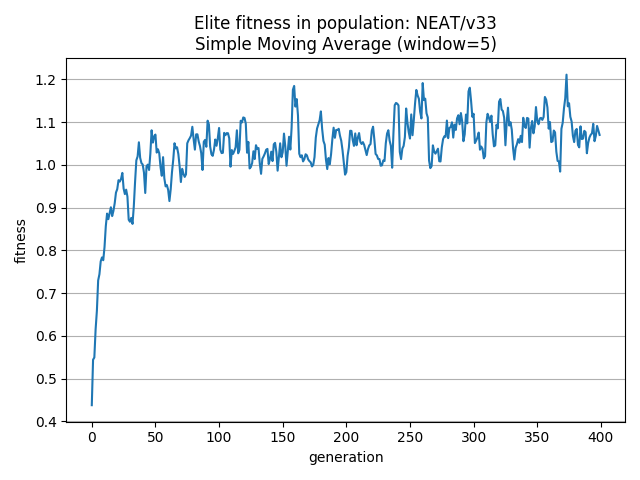 Elite fitness in population: NEAT/v33
Simple Moving Average (window=5)
1.2
1.1
1.0
0.9
0.8
0.7
0.6
0.5
0.4
fitness
0 50 100 150 200 250 300 350 400
generation